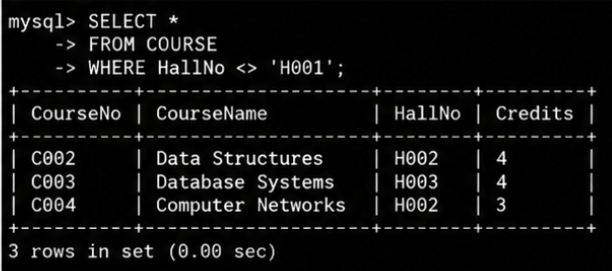 mysql> SELECT *
    -> FROM COURSE
    -> WHERE HallNo <> 'H001';
+----------+-------------------+--------+---------+
| CourseNo | CourseName        | HallNo | Credits |
+----------+-------------------+--------+---------+
| C002     | Data Structures   | H002   | 4       |
| C003     | Database Systems  | H003   | 4       |
| C004     | Computer Networks | H002   | 3       |
+----------+-------------------+--------+---------+
3 rows in set (0.00 sec)